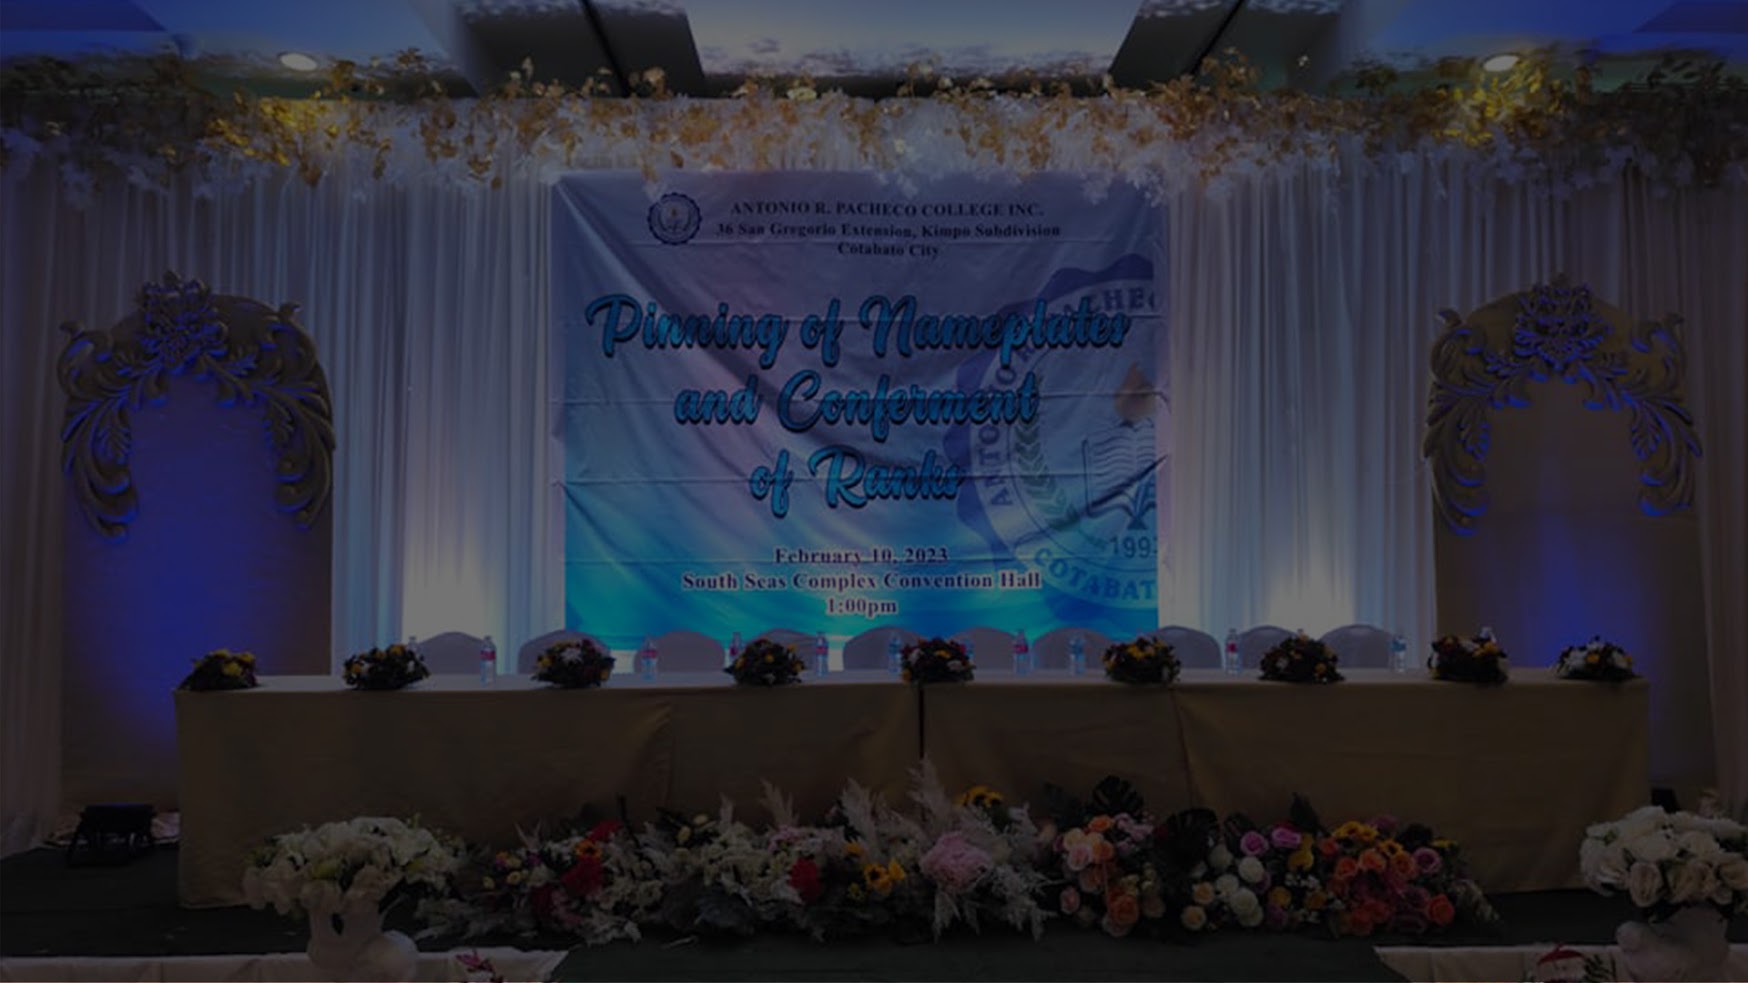 ANTONIO R. PACHECO COLLEGE INC.
36 San Gregorio Extension, Kimpo Subdivision
Cotabato City
Pinning of Nameplates
and Conferment
of Ranks
February 10, 2023
South Seas Complex Convention Hall
1:00pm
1993